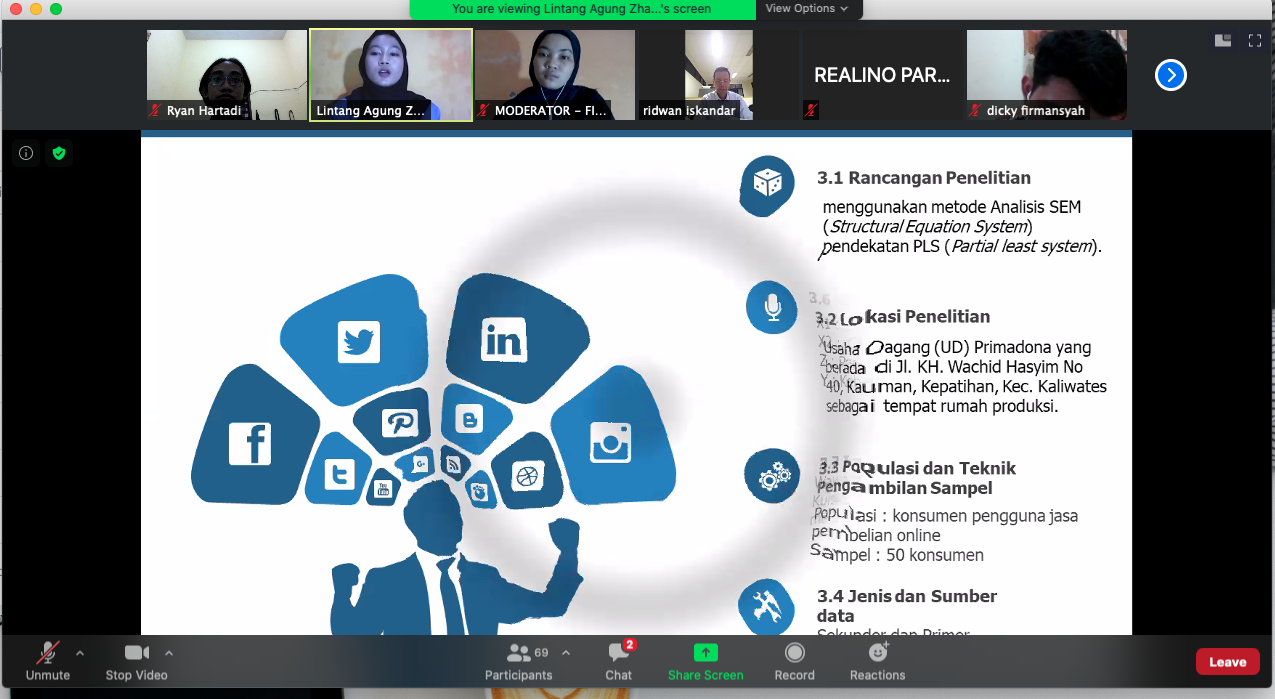 You are viewing Lintang Agung Zha...'s screen
View Options
Ryan Hartadi
Lintang Agung Z...
MODERATOR - FI...
ridwan iskandar
REALINO PAR...
dicky firmansyah
3.1 Rancangan Penelitian
menggunakan metode Analisis SEM
(Structural Equation System)
pendekatan PLS (Partial least system).
3.6
3.2 Lokasi Penelitian
Usaha Dagang (UD) Primadona yang
berada di Jl. KH. Wachid Hasyim No
40, Kauman, Kepatihan, Kec. Kaliwates
sebagai tempat rumah produksi.
3.3 Populasi dan Teknik
Pengambilan Sampel
Populasi : konsumen pengguna jasa
pembelian online
Sampel : 50 konsumen
3.4 Jenis dan Sumber
data
Sekunder dan Primer
in
f
You
Tube
Unmute
Stop Video
69
Participants
2
Chat
Share Screen
Record
Reactions
Leave